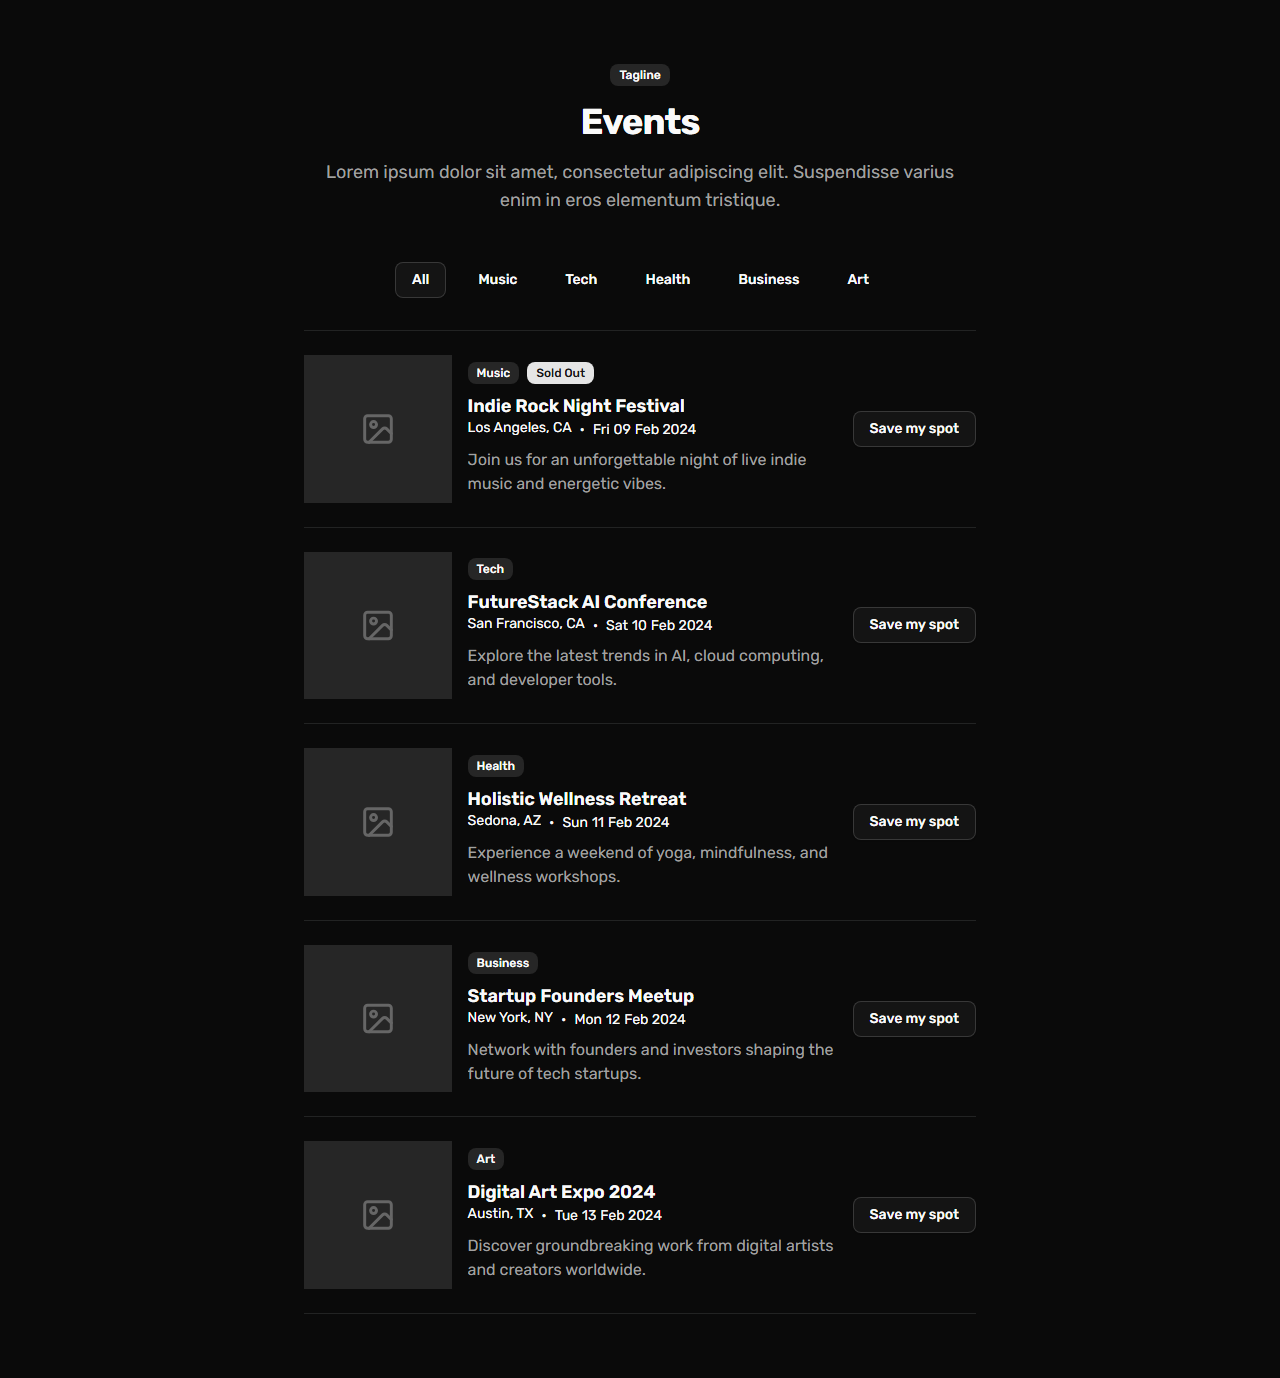 Tagline
Events
Lorem ipsum dolor sit amet, consectetur adipiscing elit. Suspendisse varius
enim in eros elementum tristique.
All Music Tech Health Business Art
Music Sold Out
Indie Rock Night Festival
Los Angeles, CA • Fri 09 Feb 2024
Join us for an unforgettable night of live indie
music and energetic vibes.
Save my spot
Tech
FutureStack AI Conference
San Francisco, CA • Sat 10 Feb 2024
Explore the latest trends in AI, cloud computing,
and developer tools.
Save my spot
Health
Holistic Wellness Retreat
Sedona, AZ • Sun 11 Feb 2024
Experience a weekend of yoga, mindfulness, and
wellness workshops.
Save my spot
Business
Startup Founders Meetup
New York, NY • Mon 12 Feb 2024
Network with founders and investors shaping the
future of tech startups.
Save my spot
Art
Digital Art Expo 2024
Austin, TX • Tue 13 Feb 2024
Discover groundbreaking work from digital artists
and creators worldwide.
Save my spot